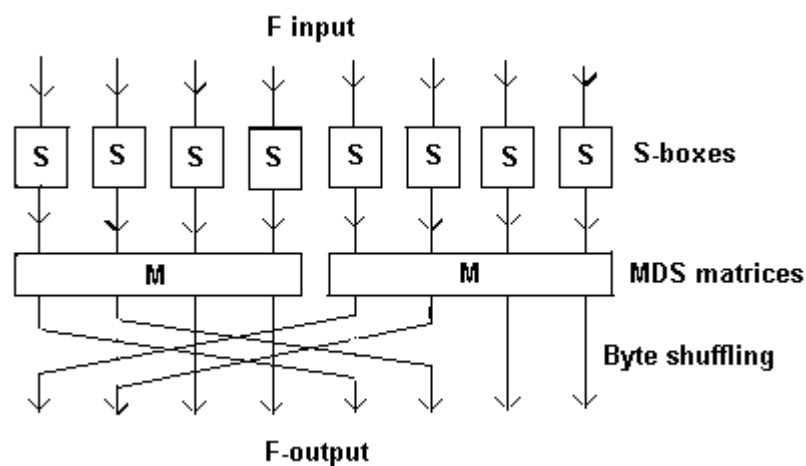 F input
S S S S S S S S S-boxes
M M MDS matrices
Byte shuffling
F-output